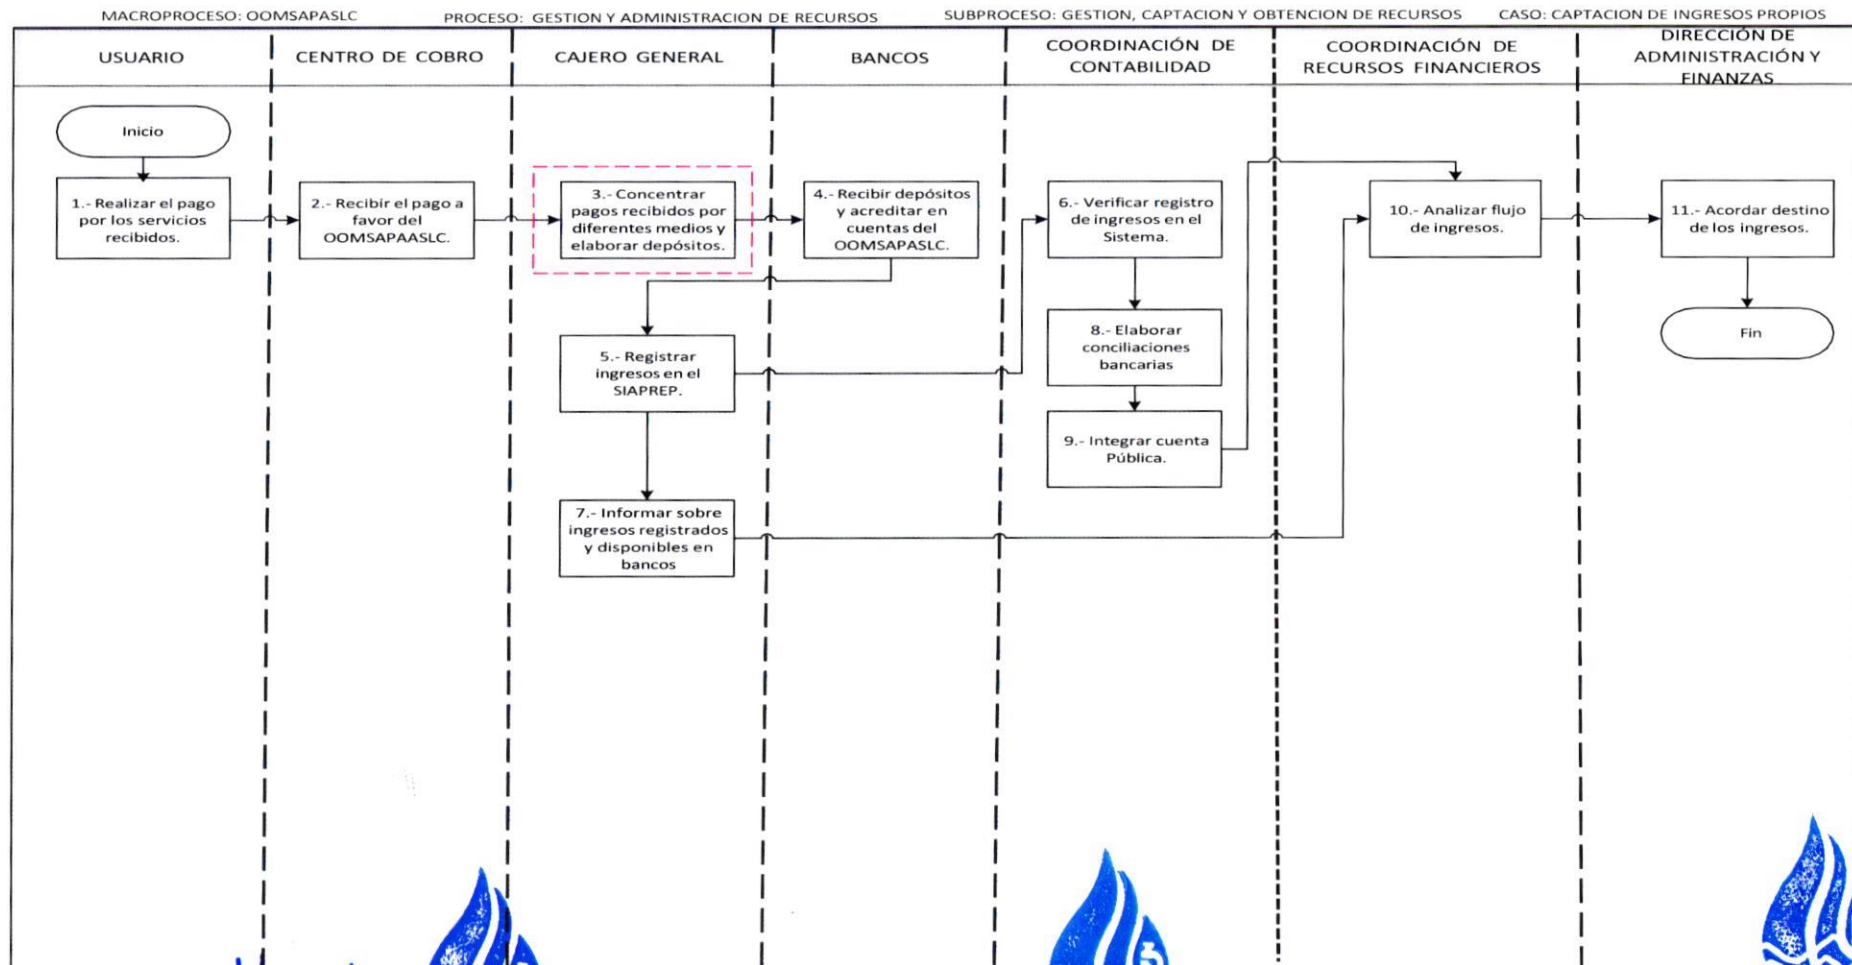 MACROPROCESO: OOMSAPASLC
PROCESO: GESTION Y ADMINISTRACION DE RECURSOS
SUBPROCESO: GESTION, CAPTACION Y OBTENCION DE RECURSOS
CASO: CAPTACION DE INGRESOS PROPIOS
USUARIO
CENTRO DE COBRO
CAJERO GENERAL
BANCOS
COORDINACIÓN DE
CONTABILIDAD
COORDINACIÓN DE
RECURSOS FINANCIEROS
DIRECCIÓN DE
ADMINISTRACIÓN Y
FINANZAS
Inicio
1.- Realizar el pago
por los servicios
recibidos.
2.- Recibir el pago a
favor del
OOMSAPAASLC.
3.- Concentrar
pagos recibidos por
diferentes medios y
elaborar depósitos.
4.- Recibir depósitos
y acreditar en
cuentas del
OOMSAPASLC.
5.- Registrar
ingresos en el
SIAPREP.
6.- Verificar registro
de ingresos en el
Sistema.
7.- Informar sobre
ingresos registrados
y disponibles en
bancos
8.- Elaborar
conciliaciones
bancarias
9.- Integrar cuenta
Pública.
10.- Analizar flujo
de ingresos.
11.- Acordar destino
de los ingresos.
Fin